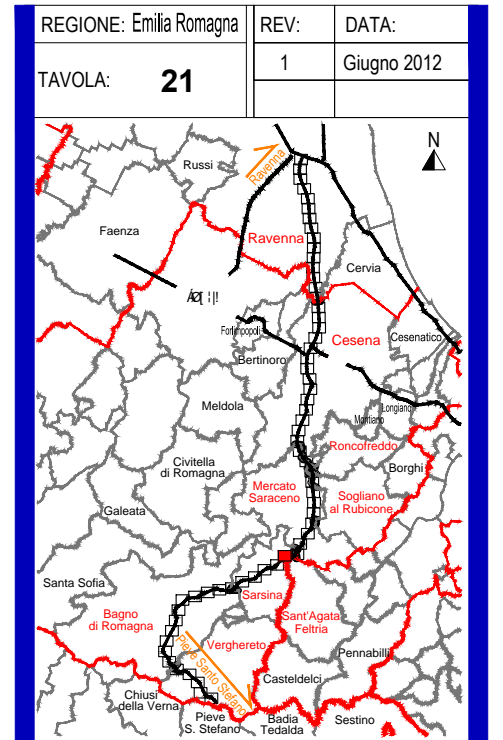 REGIONE: Emilia Romagna
REV:
DATA:
TAVOLA: 21
1
Giugno 2012
N
Russi
Ravenna
Faenza
Ravenna
Cervia
Forlimpopoli
Cesena
Cesenatico
Bertinoro
Meldola
Longiano
Montiano
Roncofreddo
Civitella
di Romagna
Borghi
Mercato
Saraceno
Sogliano
al Rubicone
Galeata
Santa Sofia
Sarsina
Bagno
di Romagna
Sant'Agata
Feltria
Verghereto
Pieve Santo Stefano
Pennabilli
Casteldelci
Chiusi
della Verna
Pieve
S. Stefano
Badia
Tedalda
Sestino